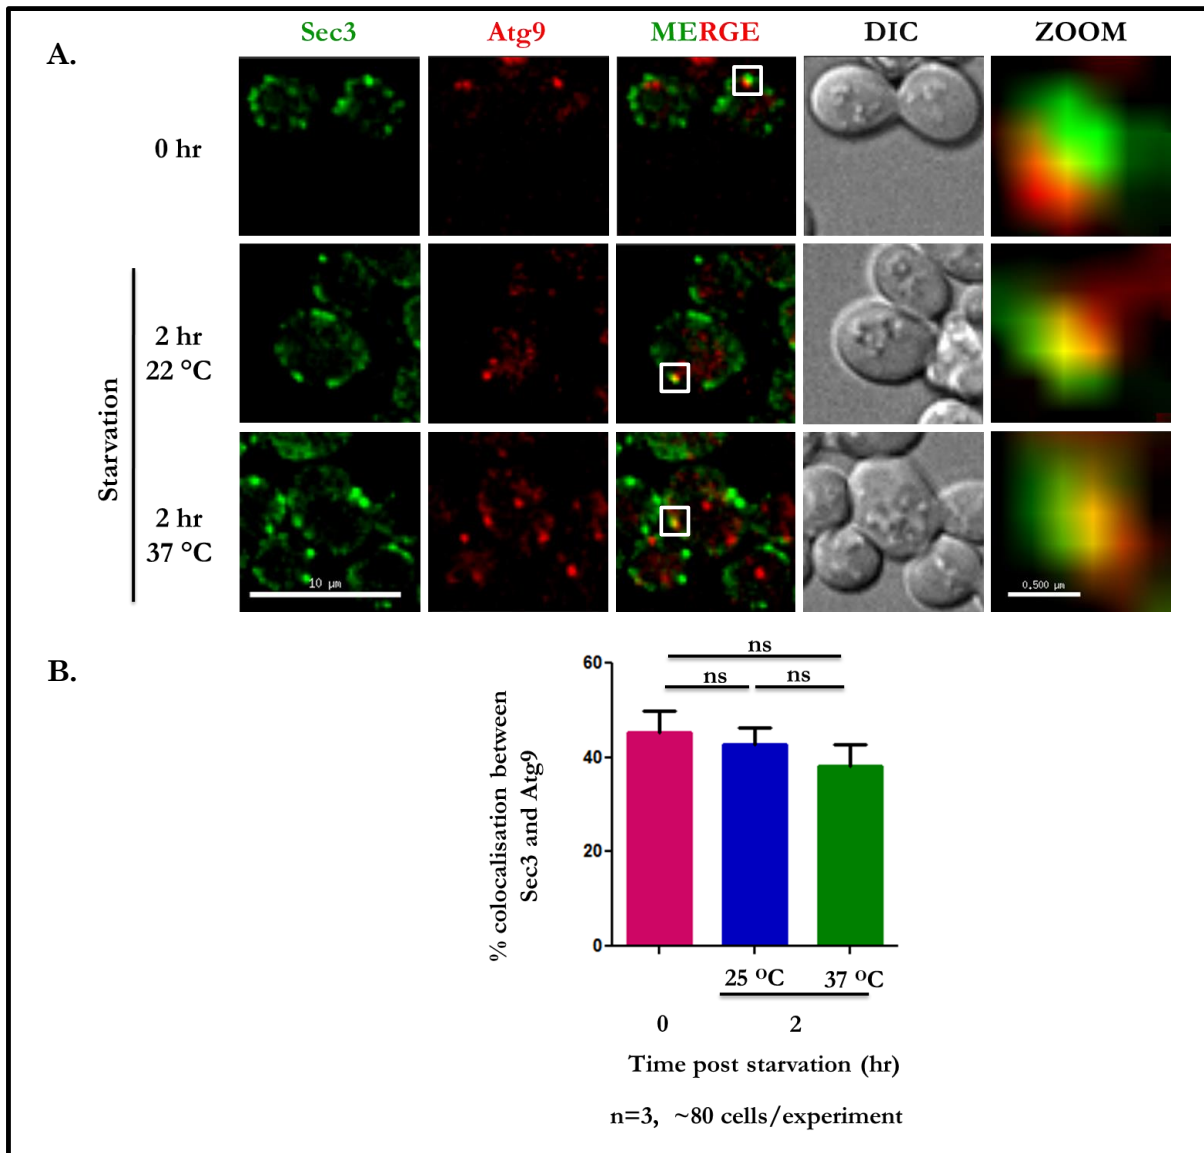 A.
Sec3 Atg9 MERGE DIC ZOOM
0 hr
Starvation
2 hr
22 °C
2 hr
37 °C
10 µm
0.500 µm
B.
ns
ns ns
% colocalisation between
Sec3 and Atg9
60
40
20
0
25 °C 37 °C
0 2
Time post starvation (hr)
n=3, ~80 cells/experiment